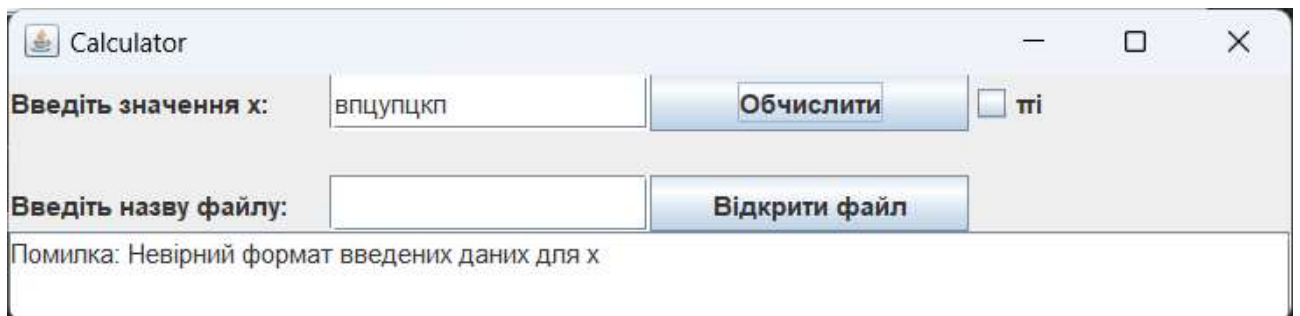 Calculator
Введіть значення x: впцупцкп Обчислити πі
Введіть назву файлу: Відкрити файл
Помилка: Невірний формат введених даних для x